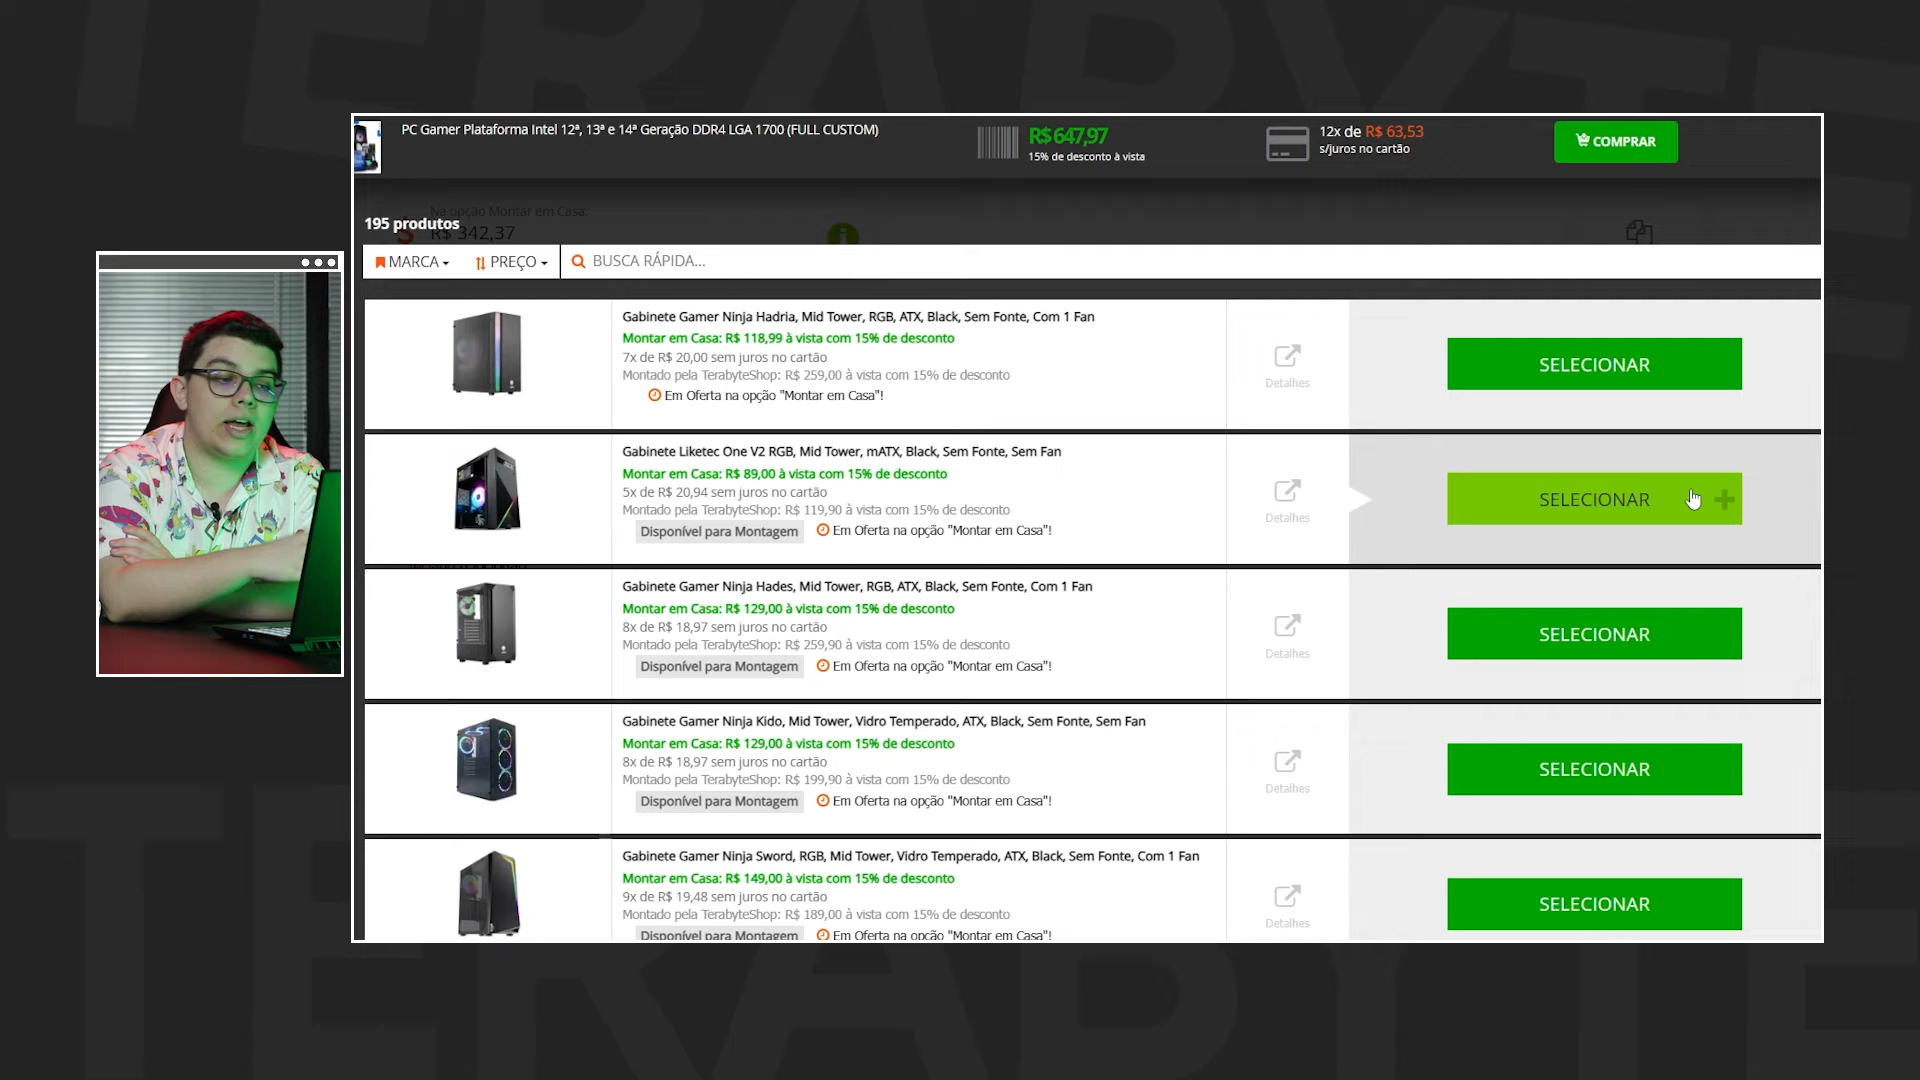 TERABYTE
PC Gamer Plataforma Intel 12ª, 13ª e 14ª Geração DDR4 LGA 1700 (FULL CUSTOM)
R$ 647,97
15% de desconto à vista
12x de R$ 63,53
s/juros no cartão
COMPRAR
Na opção Montar em Casa:
195 produtos
R$ 342,37
MARCA
PREÇO
BUSCA RÁPIDA...
Gabinete Gamer Ninja Hadria, Mid Tower, RGB, ATX, Black, Sem Fonte, Com 1 Fan
Montar em Casa: R$ 118,99 à vista com 15% de desconto
7x de R$ 20,00 sem juros no cartão
Montado pela TerabyteShop: R$ 259,00 à vista com 15% de desconto
Em Oferta na opção "Montar em Casa"!
Detalhes
SELECIONAR
Gabinete Liketec One V2 RGB, Mid Tower, mATX, Black, Sem Fonte, Sem Fan
Montar em Casa: R$ 89,00 à vista com 15% de desconto
5x de R$ 20,94 sem juros no cartão
Montado pela TerabyteShop: R$ 119,90 à vista com 15% de desconto
Disponível para Montagem Em Oferta na opção "Montar em Casa"!
Detalhes
SELECIONAR
Gabinete Gamer Ninja Hades, Mid Tower, RGB, ATX, Black, Sem Fonte, Com 1 Fan
Montar em Casa: R$ 129,00 à vista com 15% de desconto
8x de R$ 18,97 sem juros no cartão
Montado pela TerabyteShop: R$ 259,90 à vista com 15% de desconto
Disponível para Montagem Em Oferta na opção "Montar em Casa"!
Detalhes
SELECIONAR
Gabinete Gamer Ninja Kido, Mid Tower, Vidro Temperado, ATX, Black, Sem Fonte, Sem Fan
Montar em Casa: R$ 129,00 à vista com 15% de desconto
8x de R$ 18,97 sem juros no cartão
Montado pela TerabyteShop: R$ 199,90 à vista com 15% de desconto
Disponível para Montagem Em Oferta na opção "Montar em Casa"!
Detalhes
SELECIONAR
Gabinete Gamer Ninja Sword, RGB, Mid Tower, Vidro Temperado, ATX, Black, Sem Fonte, Com 1 Fan
Montar em Casa: R$ 149,00 à vista com 15% de desconto
9x de R$ 19,48 sem juros no cartão
Montado pela TerabyteShop: R$ 189,00 à vista com 15% de desconto
Disponível para Montagem Em Oferta na opção "Montar em Casa"!
Detalhes
SELECIONAR
TERABYTE